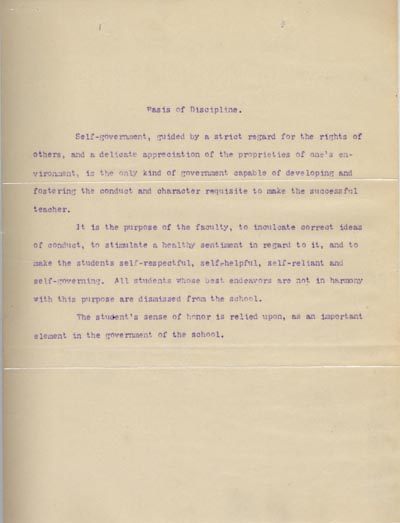 Wasis of Discipline.
Self-government, guided by a strict regard for the rights of
others, and a delicate appreciation of the proprieties of one's en-
vironment, is the only kind of government capable of developing and
fostering the conduct and character requisite to make the successful
teacher.
It is the purpose of the faculty, to inculcate correct ideas
of conduct, to stimulate a healthy sentiment in regard to it, and to
make the students self-respectful, self-helpful, self-reliant and
self-governing. All students whose best endeavors are not in harmony
with this purpose are dismissed from the school.
The student's sense of honor is relied upon, as an important
element in the government of the school.